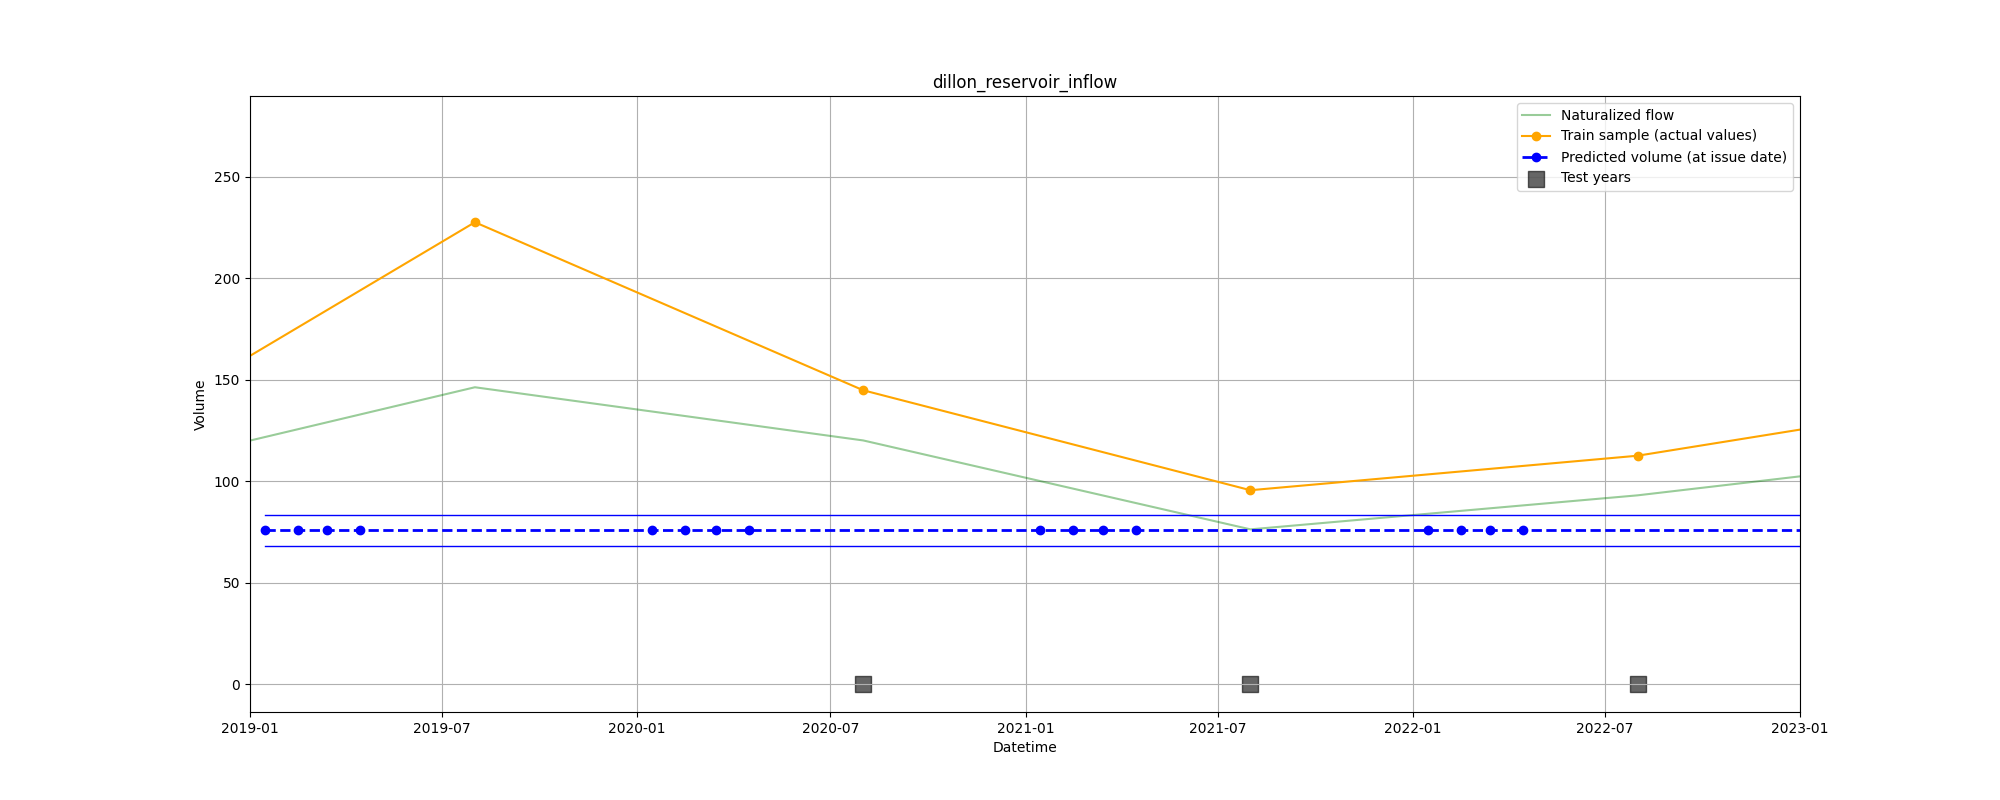 dillon_reservoir_inflow
Naturalized flow
Train sample (actual values)
Predicted volume (at issue date)
Test years
250
200
150
100
50
0
Volume
2019-01 2019-07 2020-01 2020-07 2021-01 2021-07 2022-01 2022-07 2023-01
Datetime